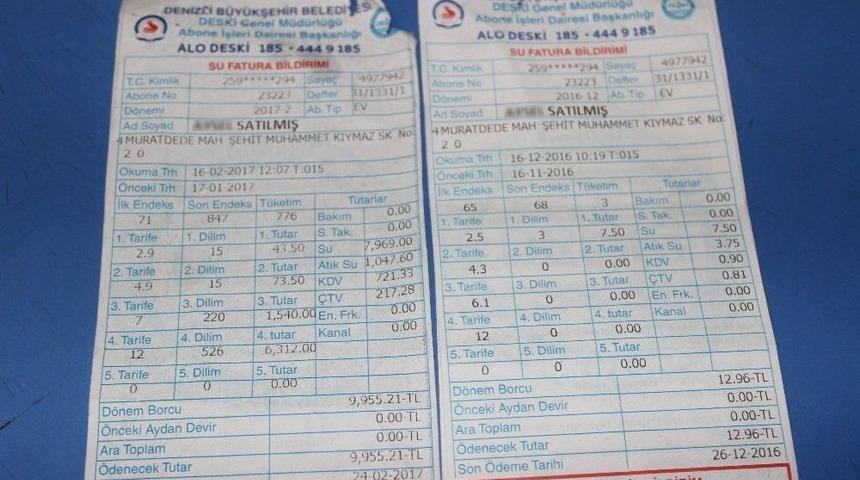 DENİZLİ BÜYÜKŞEHİR BELEDİYESİ
DESKİ Genel Müdürlüğü
Abone İşleri Dairesi Başkanlığı
ALO DESKİ 185 • 444 9 185
SU FATURA BİLDİRİMİ
T.C. Kimlik 259*****294 Sayaç 4977942
Abone No 23223 Defter 31/1331/1
Dönemi 2017-2 Ab. Tip EV
Ad Soyad SATILMIŞ
4 MURATDEDE MAH ŞEHİT MUHAMMET KIYMAZ SK No:
2 0
Okuma Trh 16-02-2017 12:07 T:015
Önceki Trh 17-01-2017
İlk Endeks Son Endeks Tüketim Tutarlar
71 847 776 Bakım 0.00
1. Tarife 1. Dilim 1. Tutar S. Tak. 0.00
2.9 15 43.50 Su 7,969.00
2. Tarife 2. Dilim 2. Tutar Atık Su 1,047.60
4.9 15 73.50 KDV 721.33
3. Tarife 3. Dilim 3. Tutar ÇTV 217.28
7 220 1,540.00 En. Frk. 0.00
4. Tarife 4. Dilim 4. tutar Kanal 0.00
12 526 6,312.00
5. Tarife 5. Dilim 5. Tutar
0 0 0.00
Dönem Borcu 9,955.21-TL
Önceki Aydan Devir 0.00-TL
Ara Toplam 0.00-TL
Ödenecek Tutar 9,955.21-TL
24-02-2017
DESKİ Genel Müdürlüğü
Abone İşleri Dairesi Başkanlığı
ALO DESKİ 185 • 444 9 185
SU FATURA BİLDİRİMİ
T.C. Kimlik 259*****294 Sayaç 4977942
Abone No 23223 Defter 31/1331/1
Dönemi 2016-12 Ab. Tip EV
Ad Soyad SATILMIŞ
4 MURATDEDE MAH ŞEHİT MUHAMMET KIYMAZ SK No:
2 0
Okuma Trh 16-12-2016 10:19 T:015
Önceki Trh 16-11-2016
İlk Endeks Son Endeks Tüketim Tutarlar
65 68 3 Bakım 0.00
1. Tarife 1. Dilim 1. Tutar S. Tak. 0.00
2.5 3 7.50 Su 7.50
2. Tarife 2. Dilim 2. Tutar Atık Su 3.75
4.3 0 0.00 KDV 0.90
3. Tarife 3. Dilim 3. Tutar ÇTV 0.81
6.1 0 0.00 En. Frk. 0.00
4. Tarife 4. Dilim 4. tutar Kanal 0.00
12 0 0.00
5. Tarife 5. Dilim 5. Tutar
0 0 0.00
Dönem Borcu 12.96-TL
Önceki Aydan Devir 0.00-TL
Ara Toplam 0.00-TL
Ödenecek Tutar 12.96-TL
Son Ödeme Tarihi 26-12-2016